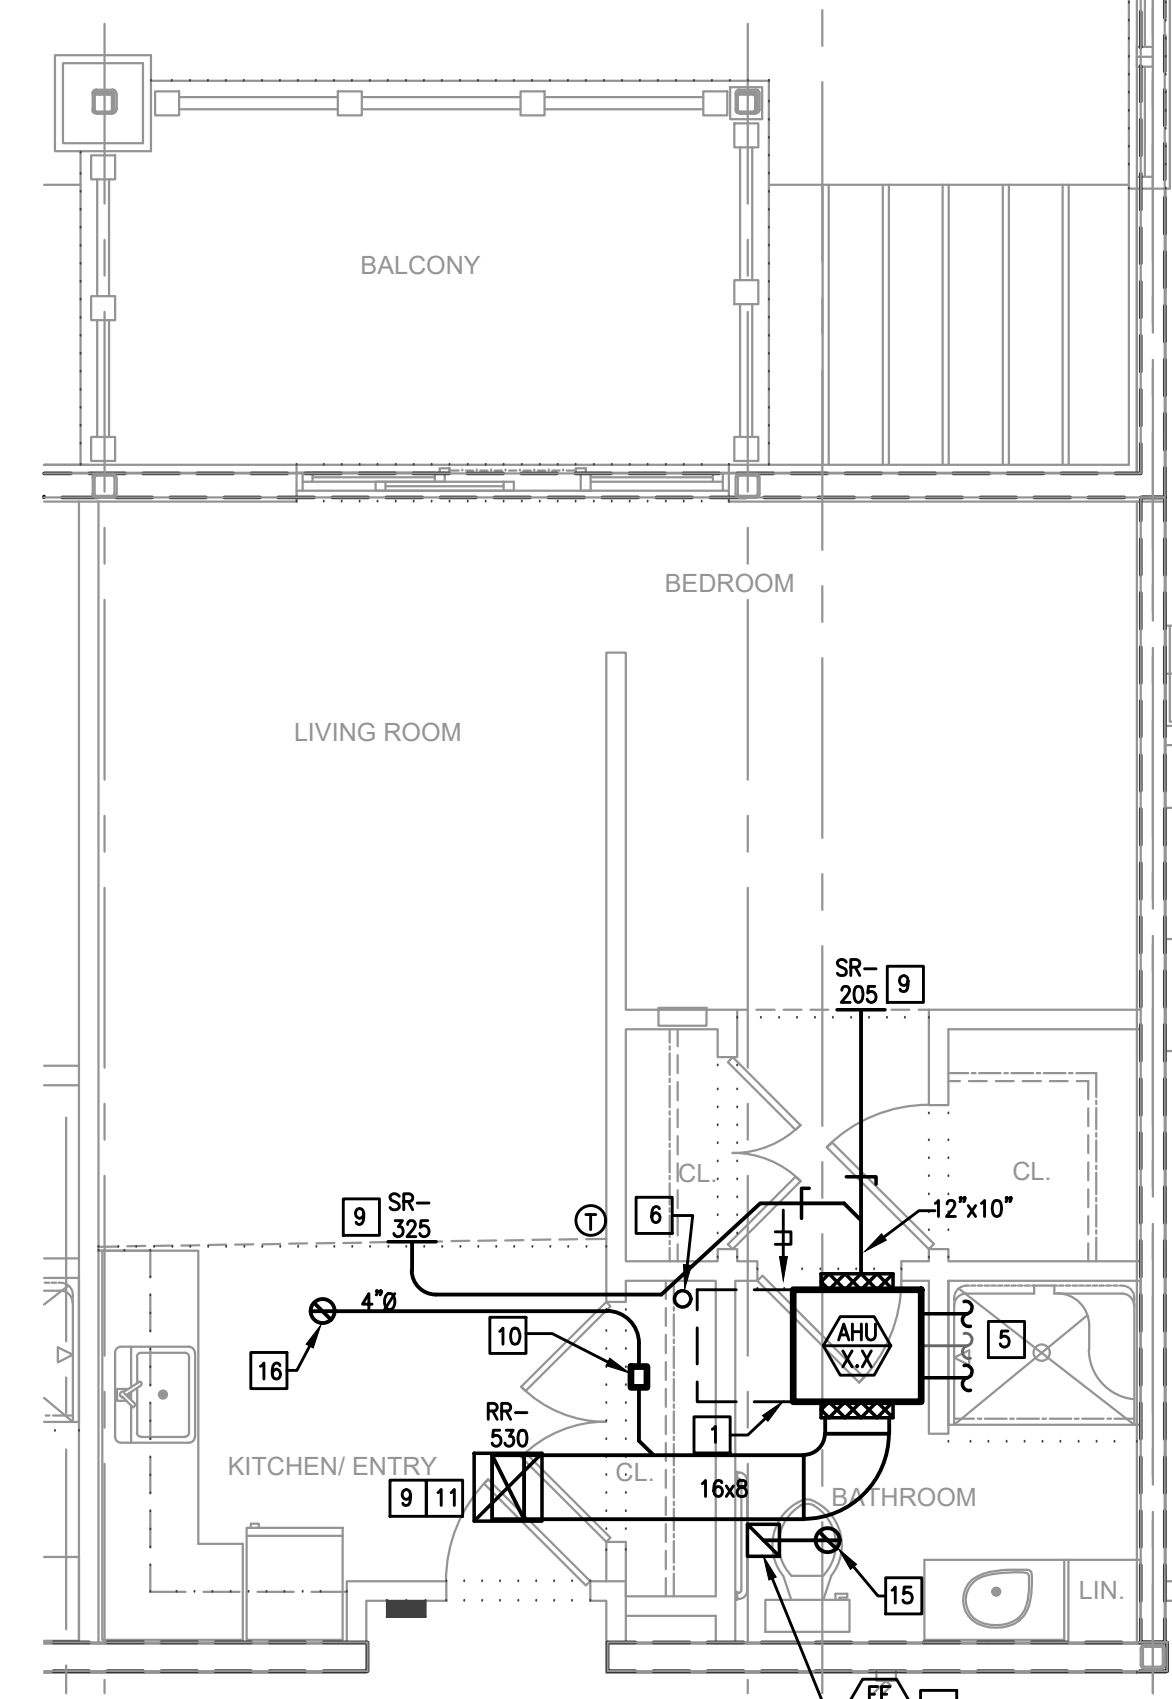 BALCONY
BEDROOM
LIVING ROOM
SR-
205
9
CL.
CL.
9
SR-
325
T
6
12"x10"
4"Ø
10
AHU
X.X
5
16
RR-
530
1
KITCHEN/ ENTRY
CL.
9 11
16x8
BATHROOM
15
LIN.
EF